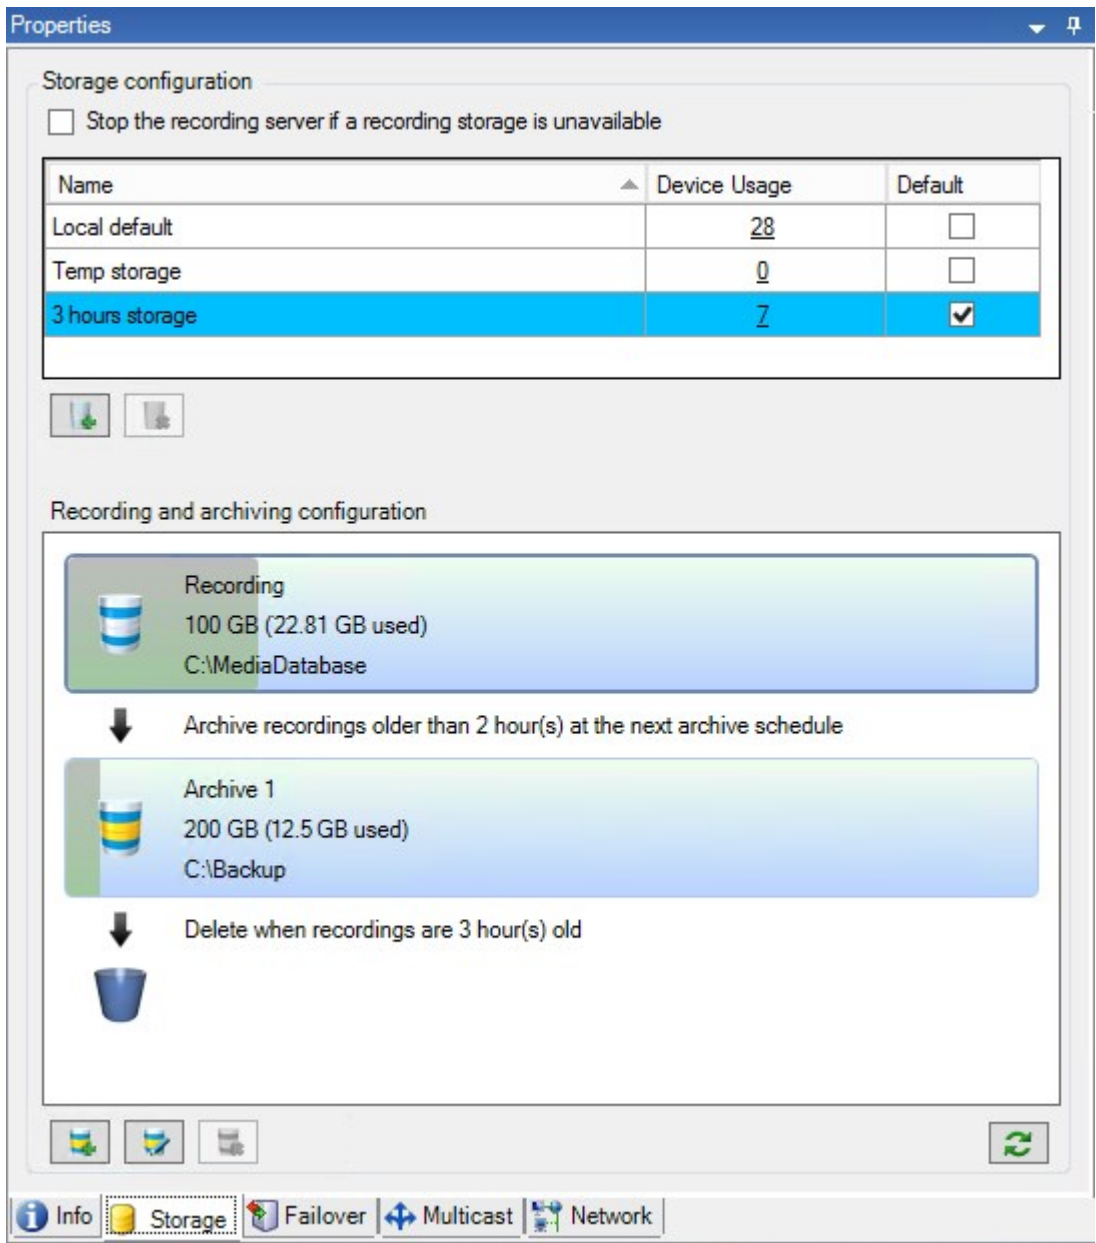 Properties
Storage configuration
Stop the recording server if a recording storage is unavailable
Name Device Usage Default
Local default 28
Temp storage 0
3 hours storage 7
Recording and archiving configuration
Recording
100 GB (22.81 GB used)
C:\MediaDatabase
Archive recordings older than 2 hour(s) at the next archive schedule
Archive 1
200 GB (12.5 GB used)
C:\Backup
Delete when recordings are 3 hour(s) old
Info Storage Failover Multicast Network